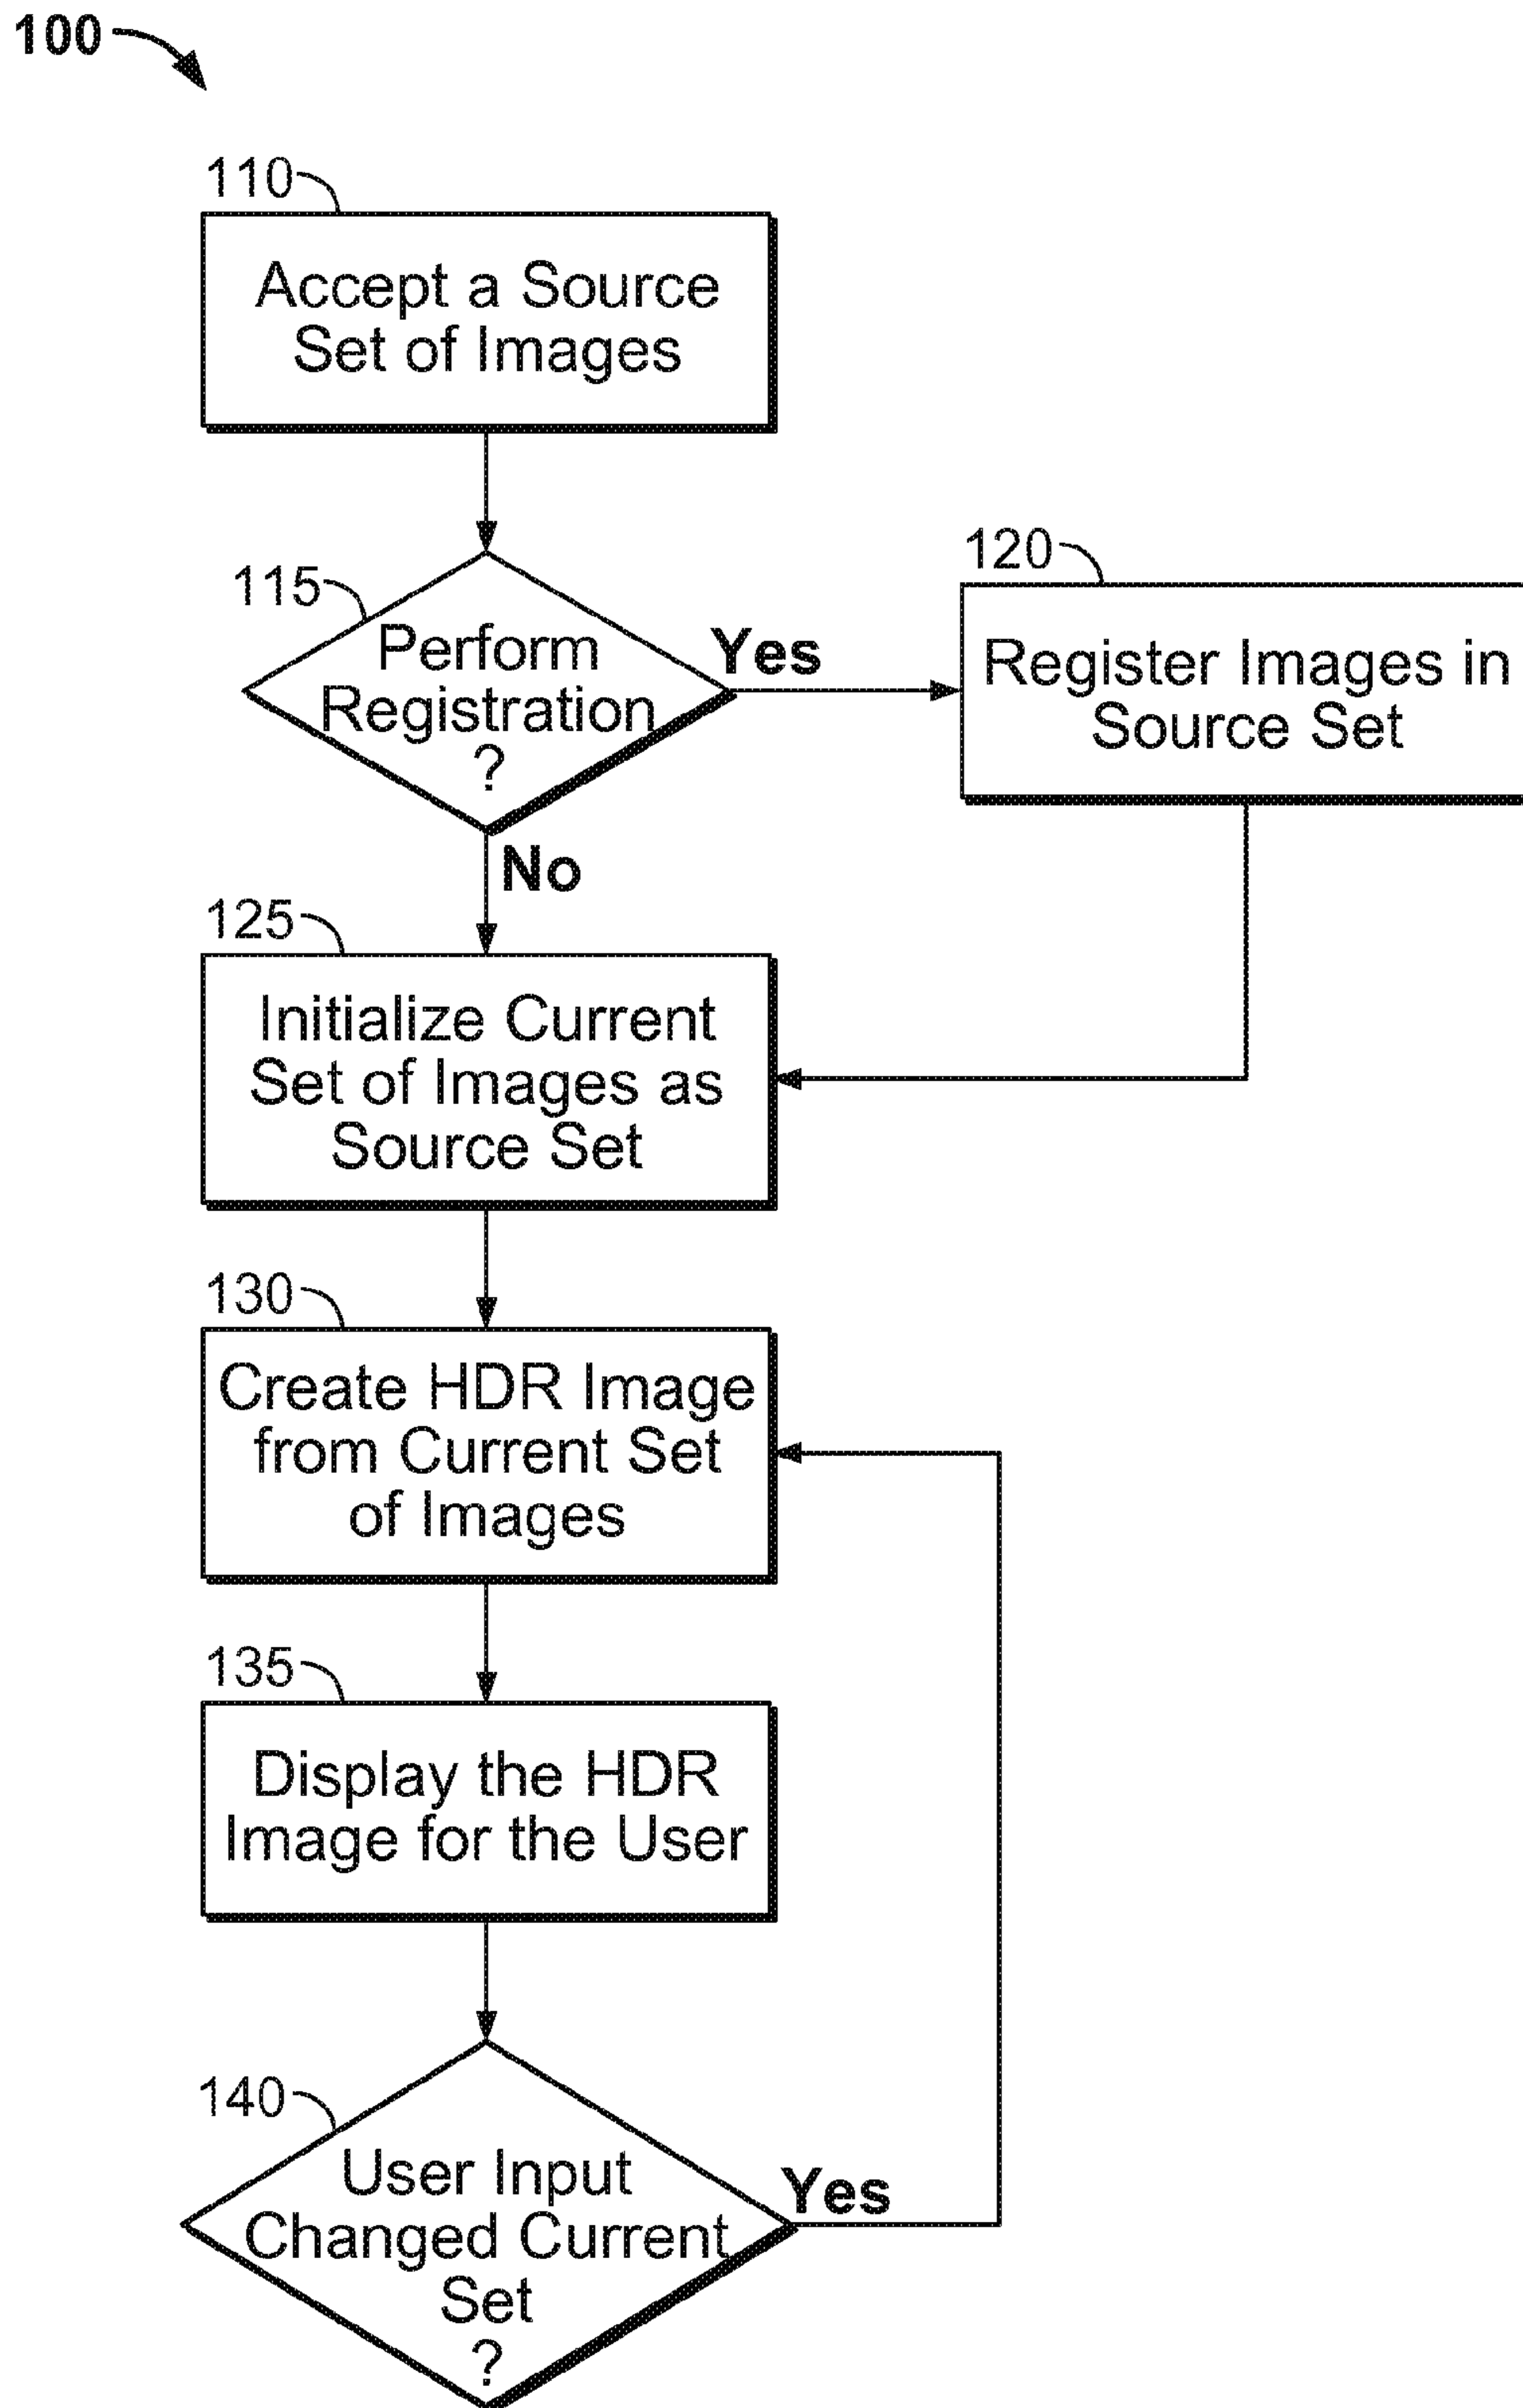 100
110
Accept a Source
Set of Images
115
Perform
Registration
?
Yes
120
Register Images in
Source Set
No
125
Initialize Current
Set of Images as
Source Set
130
Create HDR Image
from Current Set
of Images
135
Display the HDR
Image for the User
140
User Input
Changed Current
Set
?
Yes